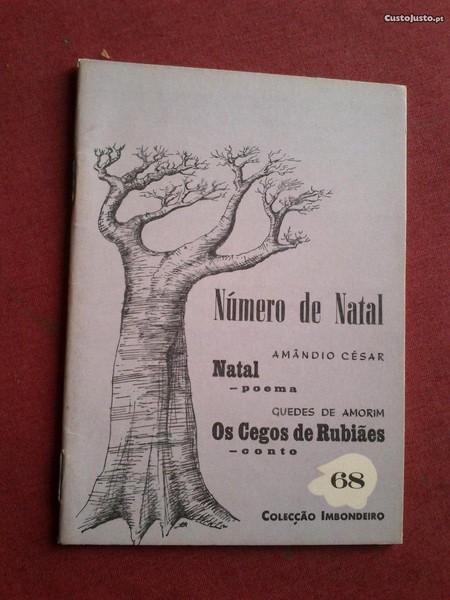 CustoJusto.pt
Número de Natal
AMÂNDIO CÉSAR
Natal
—poema
GUEDES DE AMORIM
Os Cegos de Rubiães
—conto
68
COLECÇÃO IMBONDEIRO